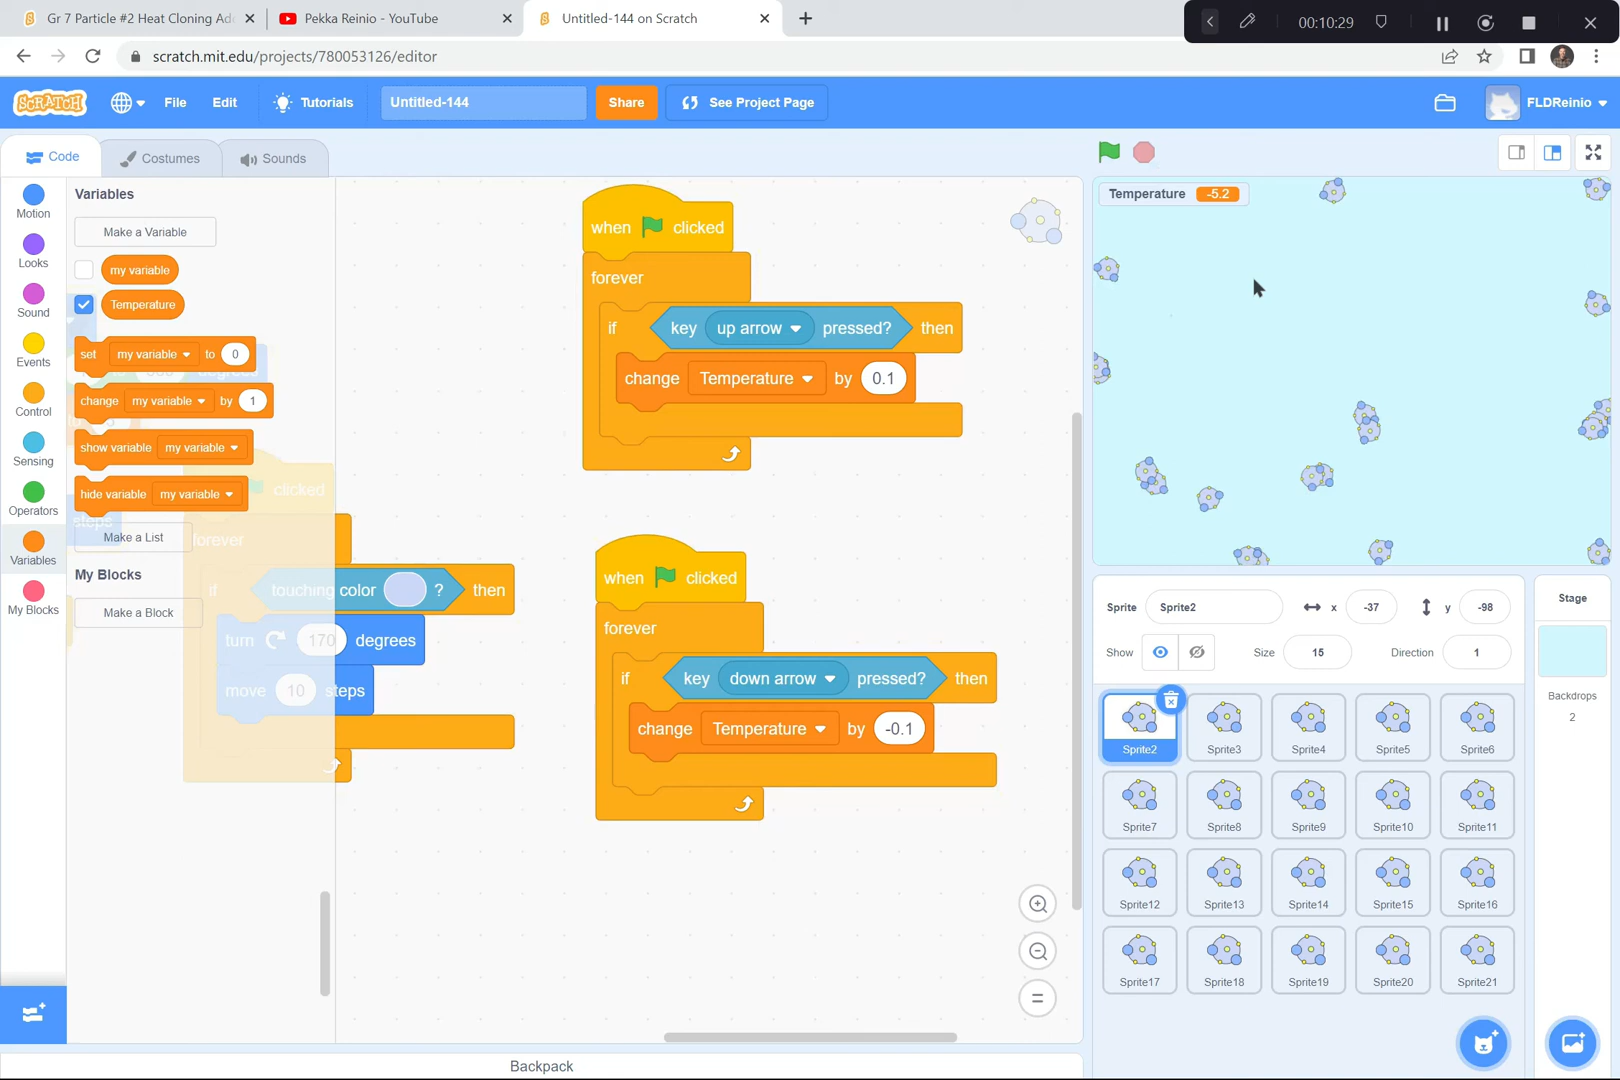 Gr 7 Particle #2 Heat Cloning Ad
Pekka Reinio - YouTube
Untitled-144 on Scratch
00:10:29
scratch.mit.edu/projects/780053126/editor
SCRATCH
File
Edit
Tutorials
Untitled-144
Share
See Project Page
FLDReinio
Code
Costumes
Sounds
Motion
Looks
Sound
Events
Control
Sensing
Operators
Variables
My Blocks
Variables
Make a Variable
my variable
Temperature
set my variable to 0
change my variable by 1
show variable my variable
hide variable my variable
Make a List
My Blocks
Make a Block
degrees
steps
clicked
forever
if touching color ? then
turn 170 degrees
move 10 steps
when clicked
forever
if key up arrow pressed? then
change Temperature by 0.1
when clicked
forever
if key down arrow pressed? then
change Temperature by -0.1
Temperature -5.2
Sprite Sprite2 x -37 y -98
Show Size 15 Direction 1
Stage
Backdrops
2
Sprite2 Sprite3 Sprite4 Sprite5 Sprite6
Sprite7 Sprite8 Sprite9 Sprite10 Sprite11
Sprite12 Sprite13 Sprite14 Sprite15 Sprite16
Sprite17 Sprite18 Sprite19 Sprite20 Sprite21
Backpack